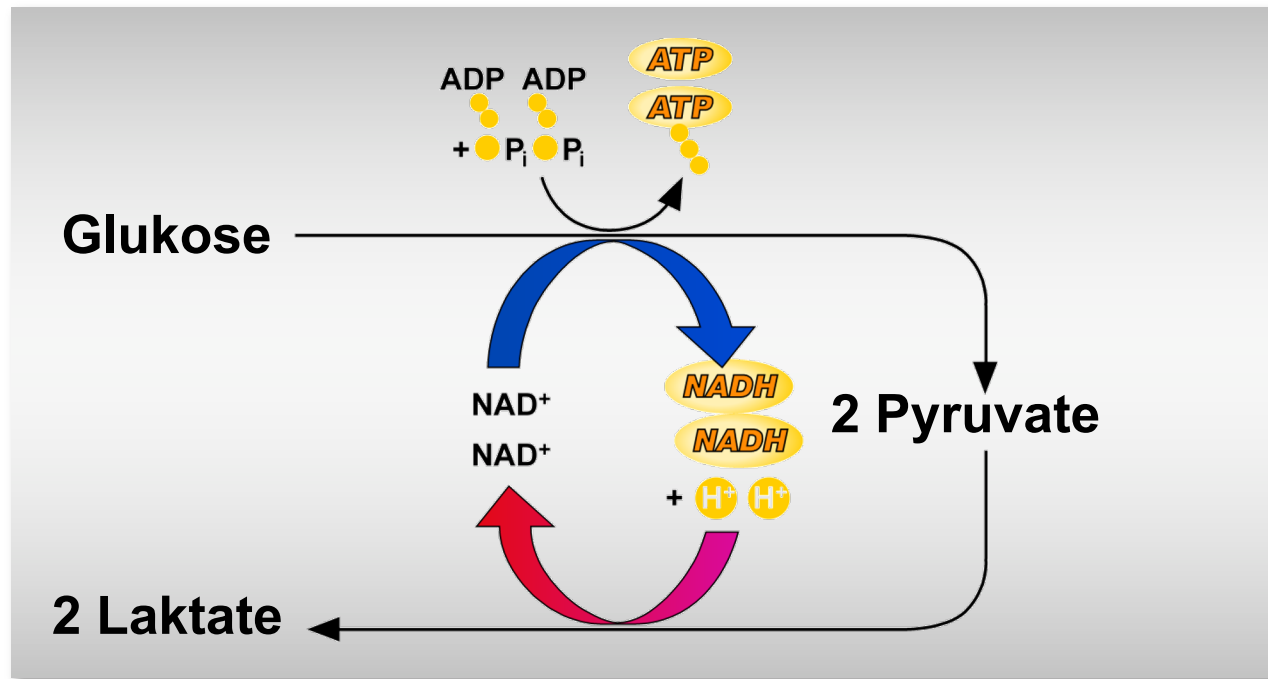 ADP ADP
+ Pi Pi
ATP
ATP
Glukose
NAD⁺
NAD⁺
NADH
NADH
+ H⁺ H⁺
2 Pyruvate
2 Laktate